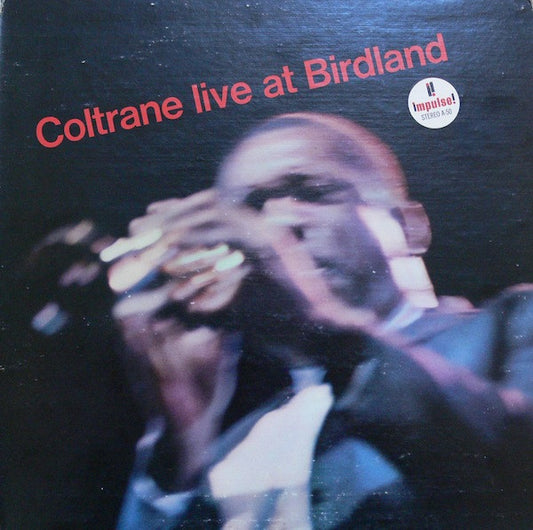 Coltrane live at Birdland
Impulse!
STEREO A-50